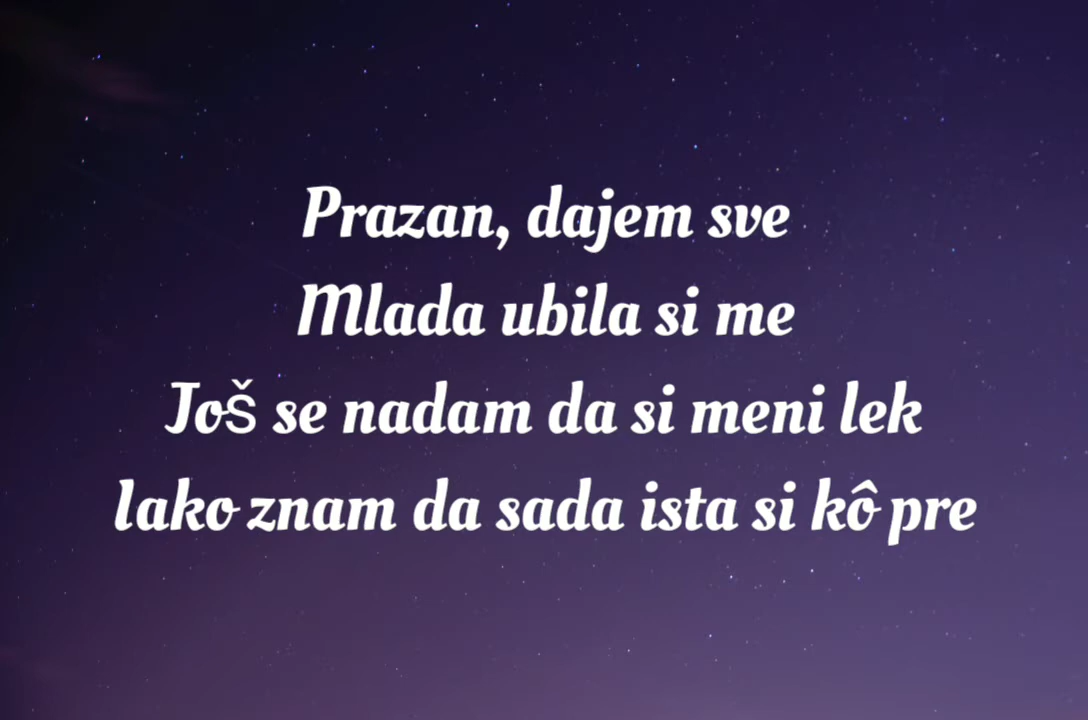 Prazan, dajem sve
Mlada ubila si me
Još se nadam da si meni lek
Iako znam da sada ista si kô pre